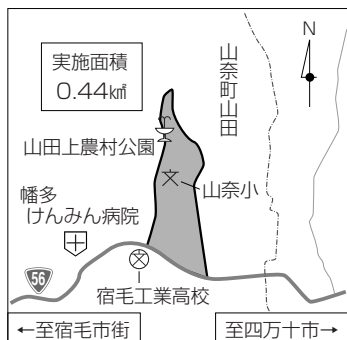 実施面積
0.44㎢
山奈町山田
N
山田上農村公園
山奈小
幡多
けんみん病院
56
宿毛工業高校
←至宿毛市街
至四万十市→